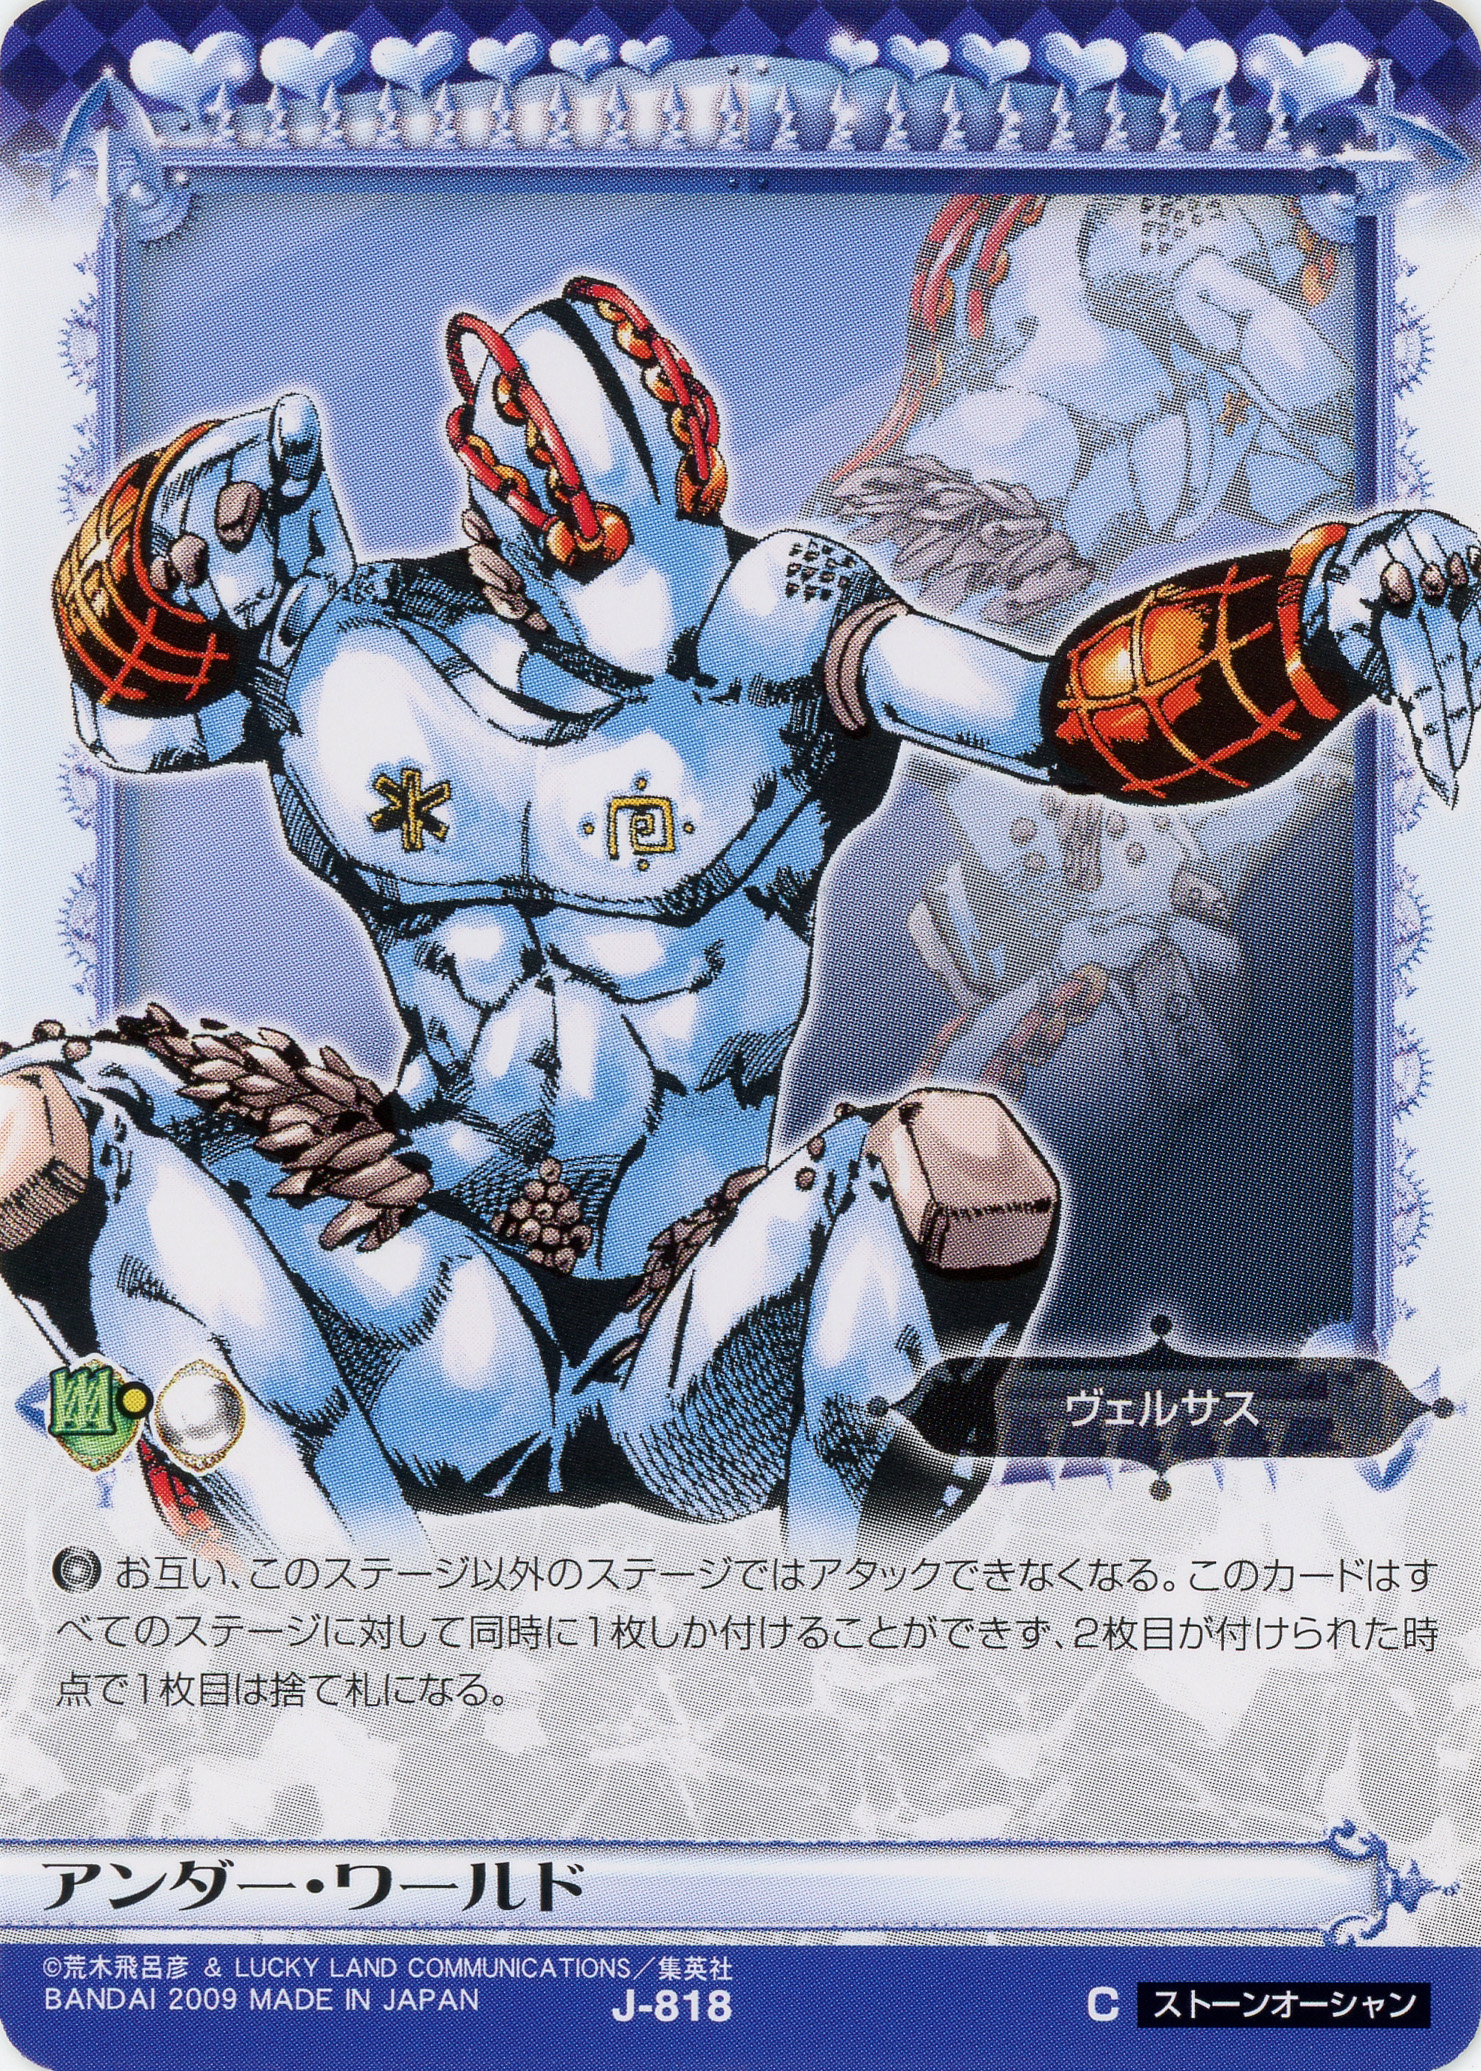 ヴェルサス
お互い、このステージ以外のステージではアタックできなくなる。このカードはす
べてのステージに対して同時に1枚しか付けることができず、2枚目が付けられた時
点で1枚目は捨て札になる。
アンダー・ワールド
©荒木飛呂彦 & LUCKY LAND COMMUNICATIONS／集英社
BANDAI 2009 MADE IN JAPAN J-818 C ストーンオーシャン